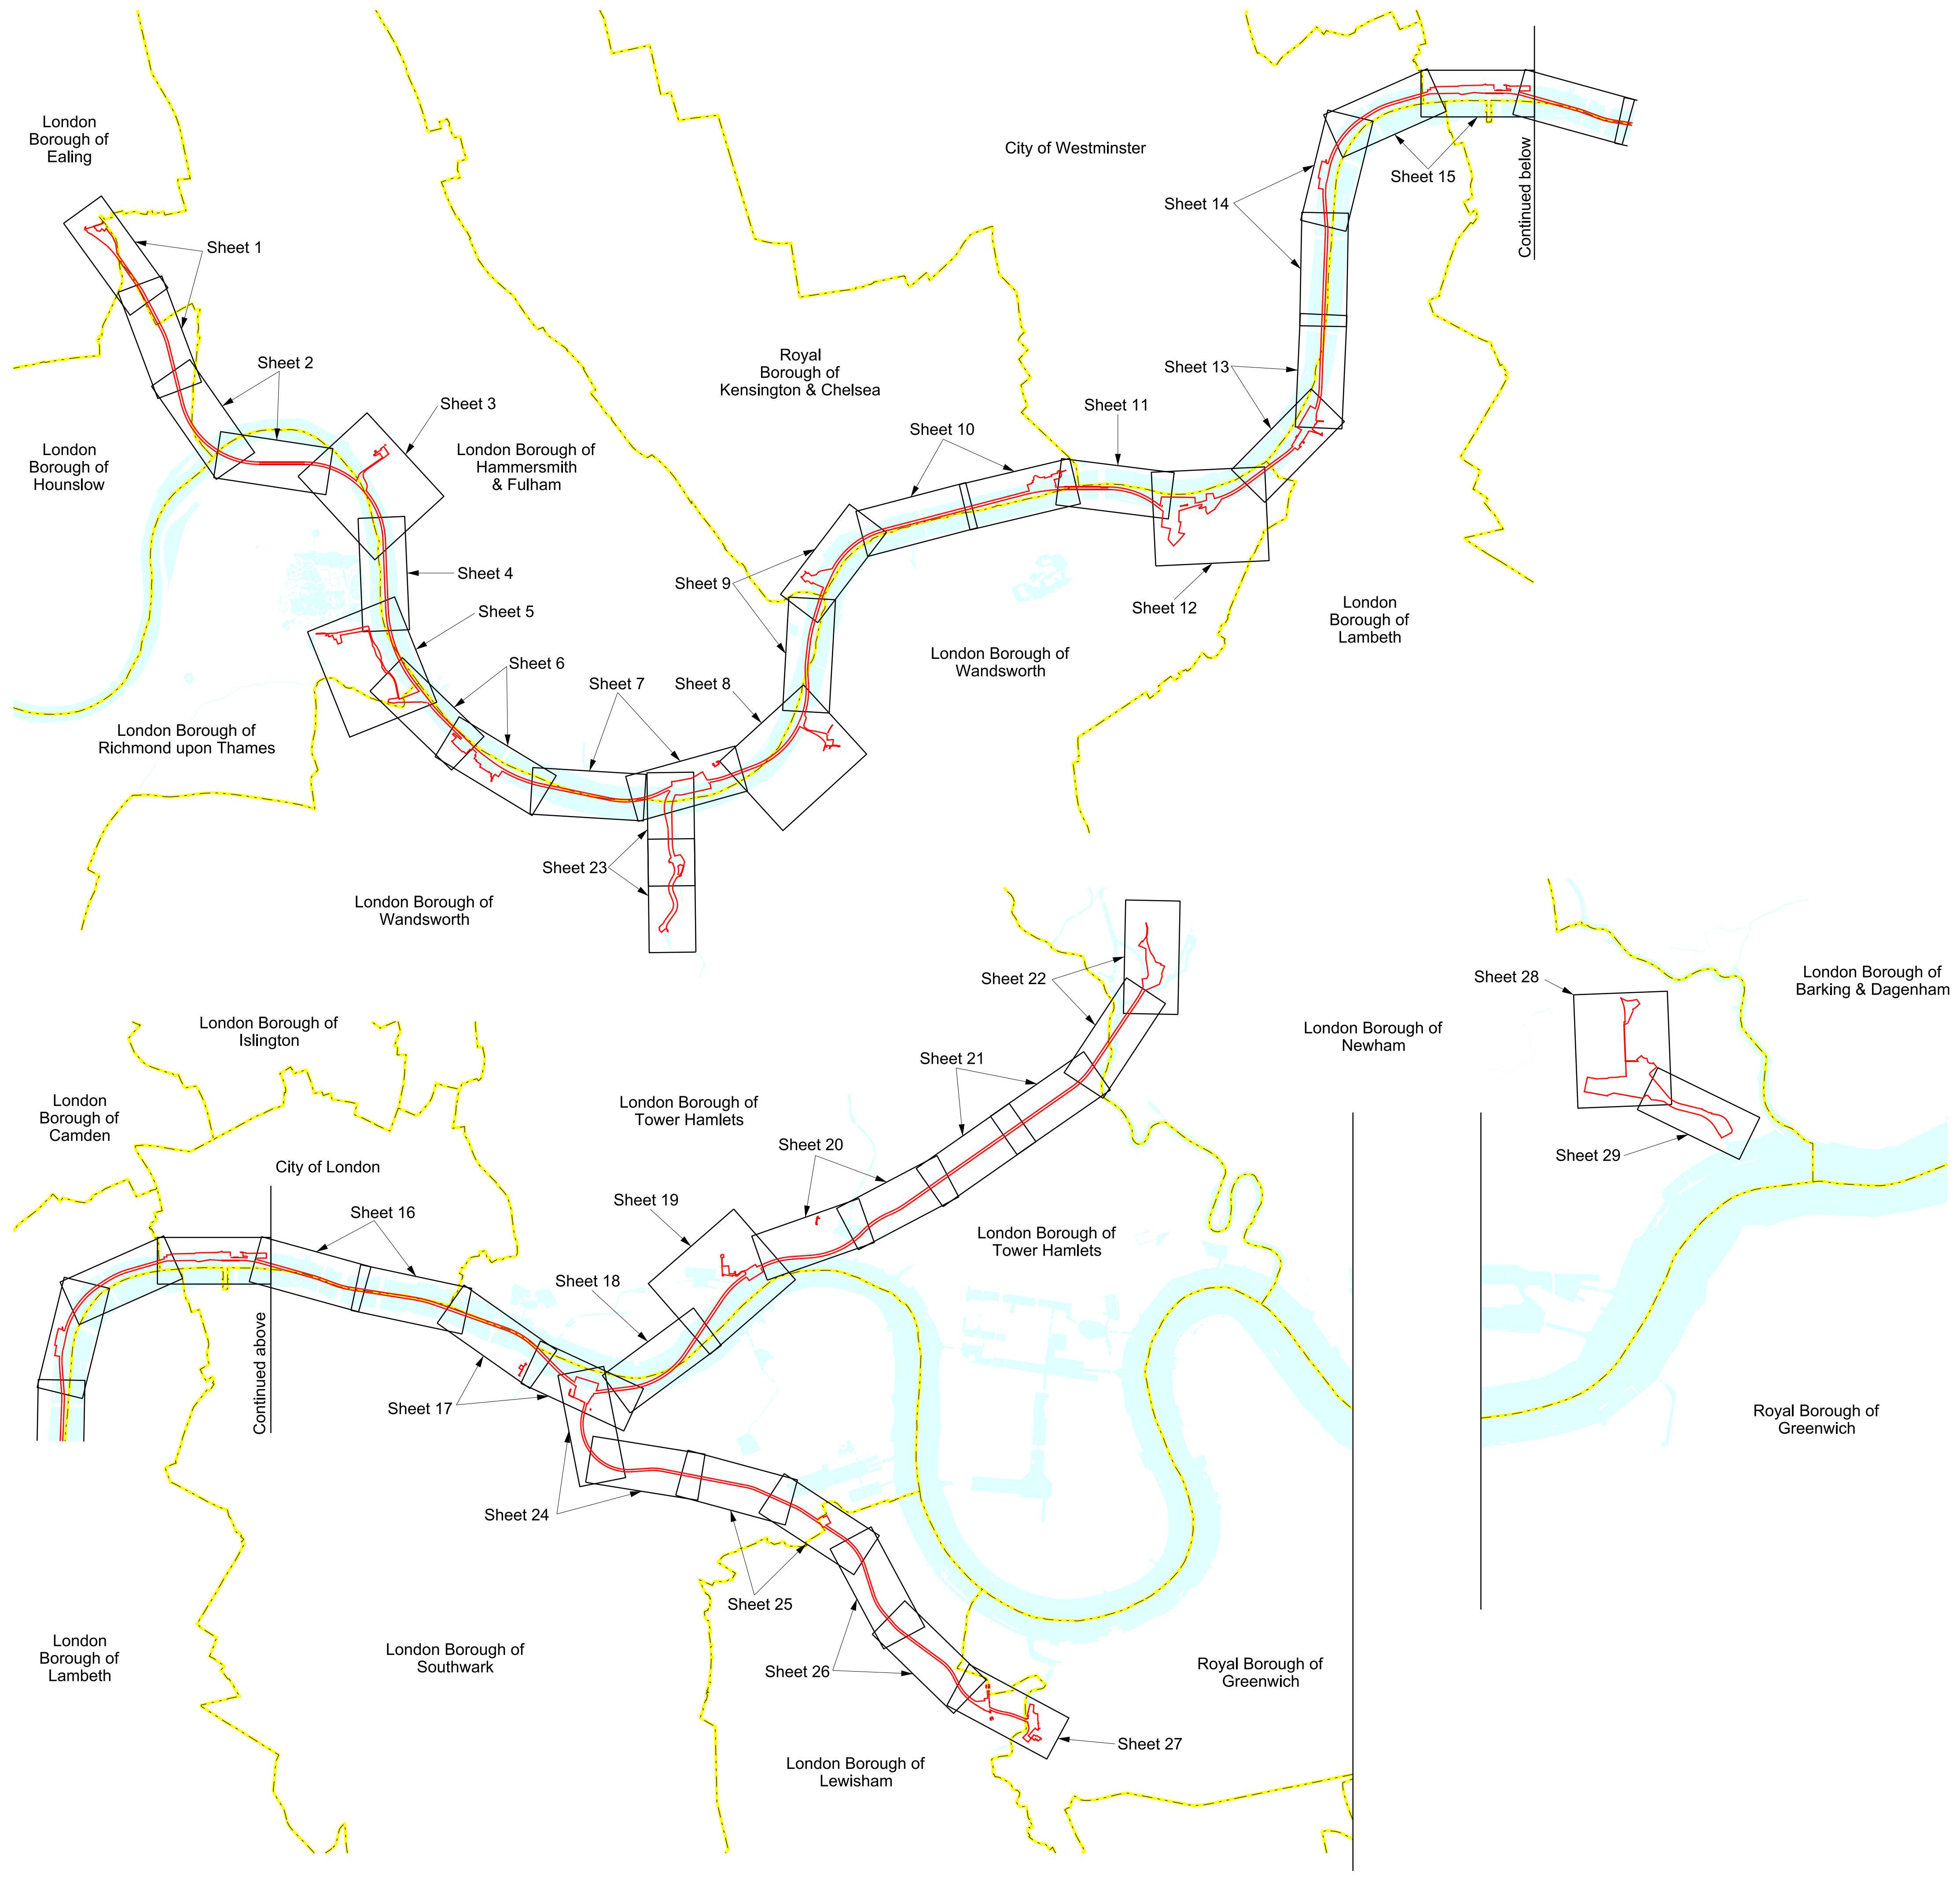 London
Borough of
Ealing
Sheet 1
Sheet 2
Sheet 3
London
Borough of
Hounslow
London Borough of
Hammersmith
& Fulham
Sheet 4
Sheet 5
Sheet 6
Sheet 7
Sheet 8
London Borough of
Richmond upon Thames
Sheet 23
London Borough of
Wandsworth
City of Westminster
Royal
Borough of
Kensington & Chelsea
Sheet 9
Sheet 10
Sheet 11
Sheet 12
Sheet 13
Sheet 14
Sheet 15
Continued below
London Borough of
Wandsworth
London
Borough of
Lambeth
London Borough of
Islington
London
Borough of
Camden
City of London
Sheet 16
Continued above
Sheet 17
Sheet 18
Sheet 19
Sheet 20
Sheet 21
Sheet 22
London Borough of
Tower Hamlets
London Borough of
Tower Hamlets
London Borough of
Newham
Sheet 24
Sheet 25
Sheet 26
Sheet 27
London
Borough of
Lambeth
London Borough of
Southwark
London Borough of
Lewisham
Royal Borough of
Greenwich
Sheet 28
Sheet 29
London Borough of
Barking & Dagenham
Royal Borough of
Greenwich